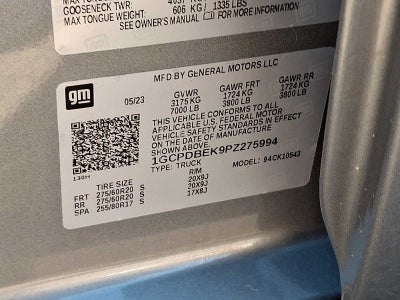 GOOSENECK TWR:
MAX TONGUE WEIGHT: 606 KG / 1335 LBS
SEE OWNER'S MANUAL FOR MORE
MFD BY GENERAL MOTORS LLC
gm
05/23 GVWR GAWR FRT GAWR RR
3175 KG 1724 KG 1724 KG
7000 LB 3800 LB 3800 LB
THIS VEHICLE CONFORMS TO ALL
APPLICABLE U.S. FEDERAL MOTOR
VEHICLE SAFETY STANDARDS IN EFFECT
ON THE DATE OF MANUFACTURE
SHOWN ABOVE.
1GCPDBEK9PZ275994
TYPE: TRUCK MODEL: 94CK10543
TIRE SIZE RIM
FRT 275/60R20 S 20X9J
RR 275/60R20 S 20X9J
SPA 255/80R17 S 17X8J